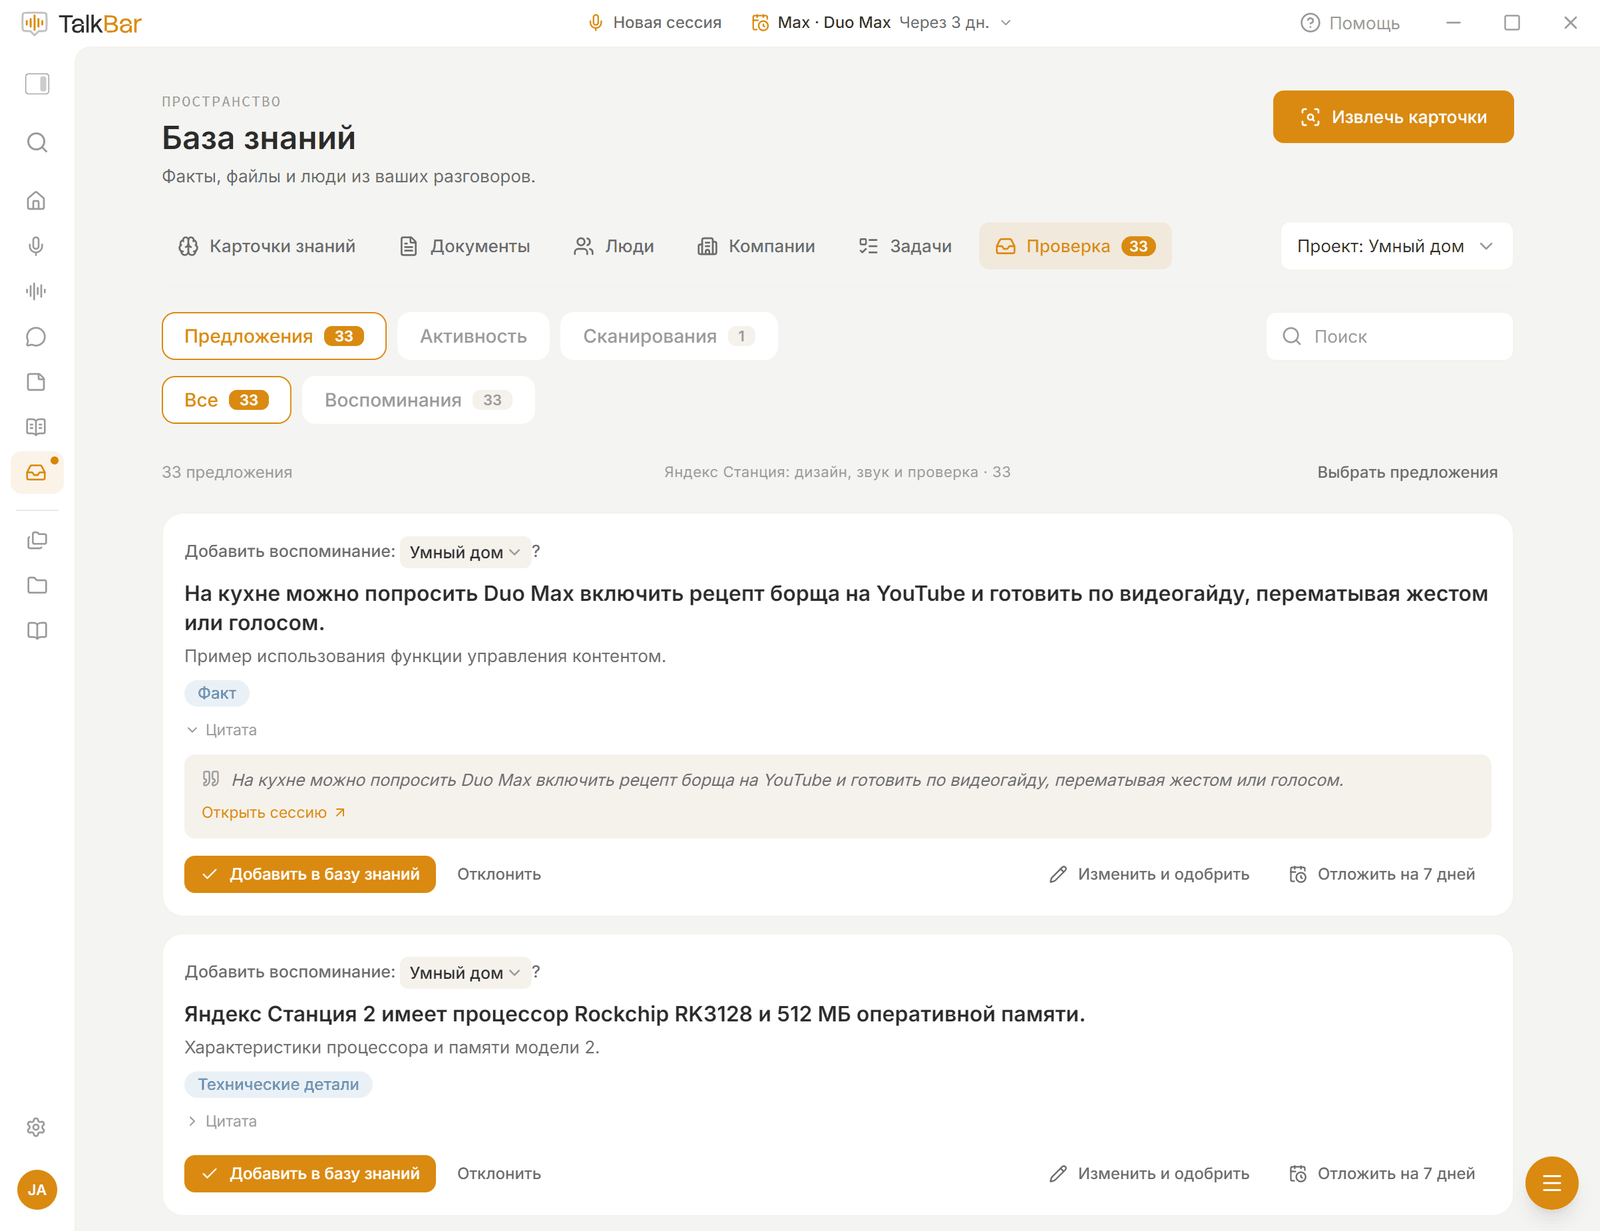 TalkBar
Новая сессия
Max · Duo Max Через 3 дн.
Помощь
ПРОСТРАНСТВО
База знаний
Факты, файлы и люди из ваших разговоров.
Извлечь карточки
Карточки знаний
Документы
Люди
Компании
Задачи
Проверка 33
Проект: Умный дом
Предложения 33
Активность
Сканирования 1
Поиск
Все 33
Воспоминания 33
33 предложения
Яндекс Станция: дизайн, звук и проверка · 33
Выбрать предложения
Добавить воспоминание: Умный дом ?
На кухне можно попросить Duo Max включить рецепт борща на YouTube и готовить по видеогайду, перематывая жестом
или голосом.
Пример использования функции управления контентом.
Факт
Цитата
На кухне можно попросить Duo Max включить рецепт борща на YouTube и готовить по видеогайду, перематывая жестом или голосом.
Открыть сессию
Добавить в базу знаний
Отклонить
Изменить и одобрить
Отложить на 7 дней
Добавить воспоминание: Умный дом ?
Яндекс Станция 2 имеет процессор Rockchip RK3128 и 512 МБ оперативной памяти.
Характеристики процессора и памяти модели 2.
Технические детали
Цитата
Добавить в базу знаний
Отклонить
Изменить и одобрить
Отложить на 7 дней
JA